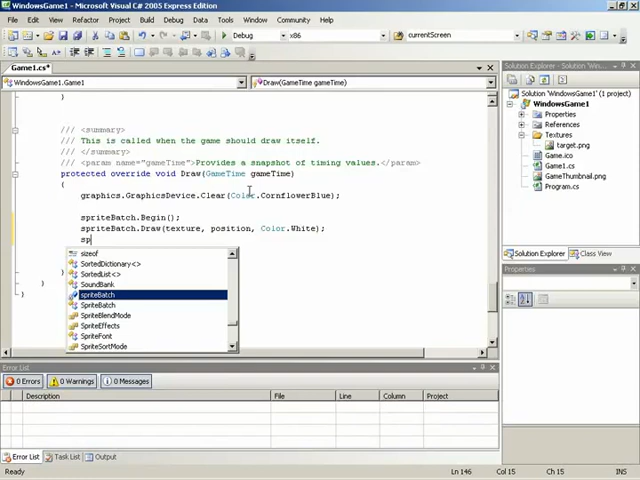 WindowsGame1 - Microsoft Visual C# 2005 Express Edition
File Edit View Refactor Project Build Debug Data Tools Window Community Help
Debug x86 currentScreen
Game1.cs*
WindowsGame1.Game1 Draw(GameTime gameTime)
}
/// <summary>
/// This is called when the game should draw itself.
/// </summary>
/// <param name="gameTime">Provides a snapshot of timing values.</param>
protected override void Draw(GameTime gameTime)
{
graphics.GraphicsDevice.Clear(Color.CornflowerBlue);
spriteBatch.Begin();
spriteBatch.Draw(texture, position, Color.White);
sp
sizeof
SortedDictionary<>
SortedList<>
SoundBank
spriteBatch
SpriteBatch
SpriteBlendMode
SpriteEffects
SpriteFont
SpriteSortMode
}
}
}
Solution Explorer - Solution 'Win...
Solution 'WindowsGame1' (1 project)
WindowsGame1
Properties
References
Textures
target.png
Game.ico
Game1.cs
GameThumbnail.png
Program.cs
Solution Explorer
Properties
Error List
0 Errors 0 Warnings 0 Messages
Description File Line Column Project
Error List Task List Output
Ready Ln 146 Col 15 Ch 15